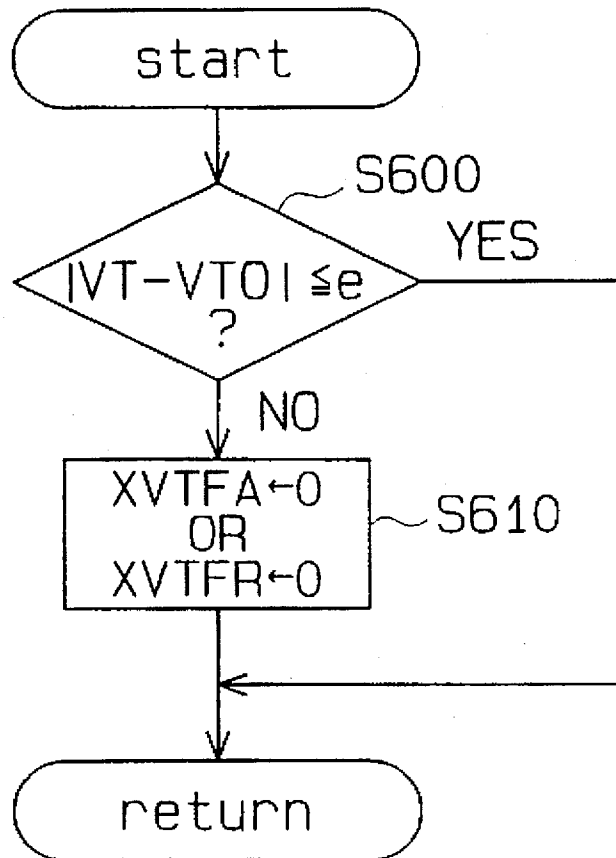 start
S600
|VT-VT0| ≦e
?
YES
NO
XVTFA←0
OR
XVTFR←0
S610
return